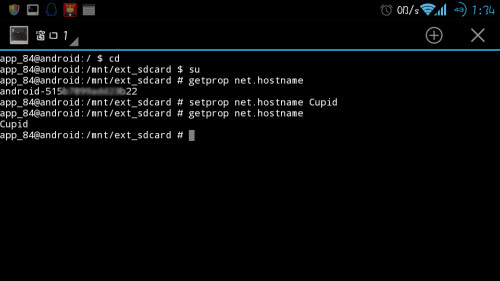 0B/s 1:34
窗口 1
app_84@android:/ $ cd
app_84@android:/mnt/ext_sdcard $ su
app_84@android:/mnt/ext_sdcard # getprop net.hostname
android-515 b22
app_84@android:/mnt/ext_sdcard # setprop net.hostname Cupid
app_84@android:/mnt/ext_sdcard # getprop net.hostname
Cupid
app_84@android:/mnt/ext_sdcard #